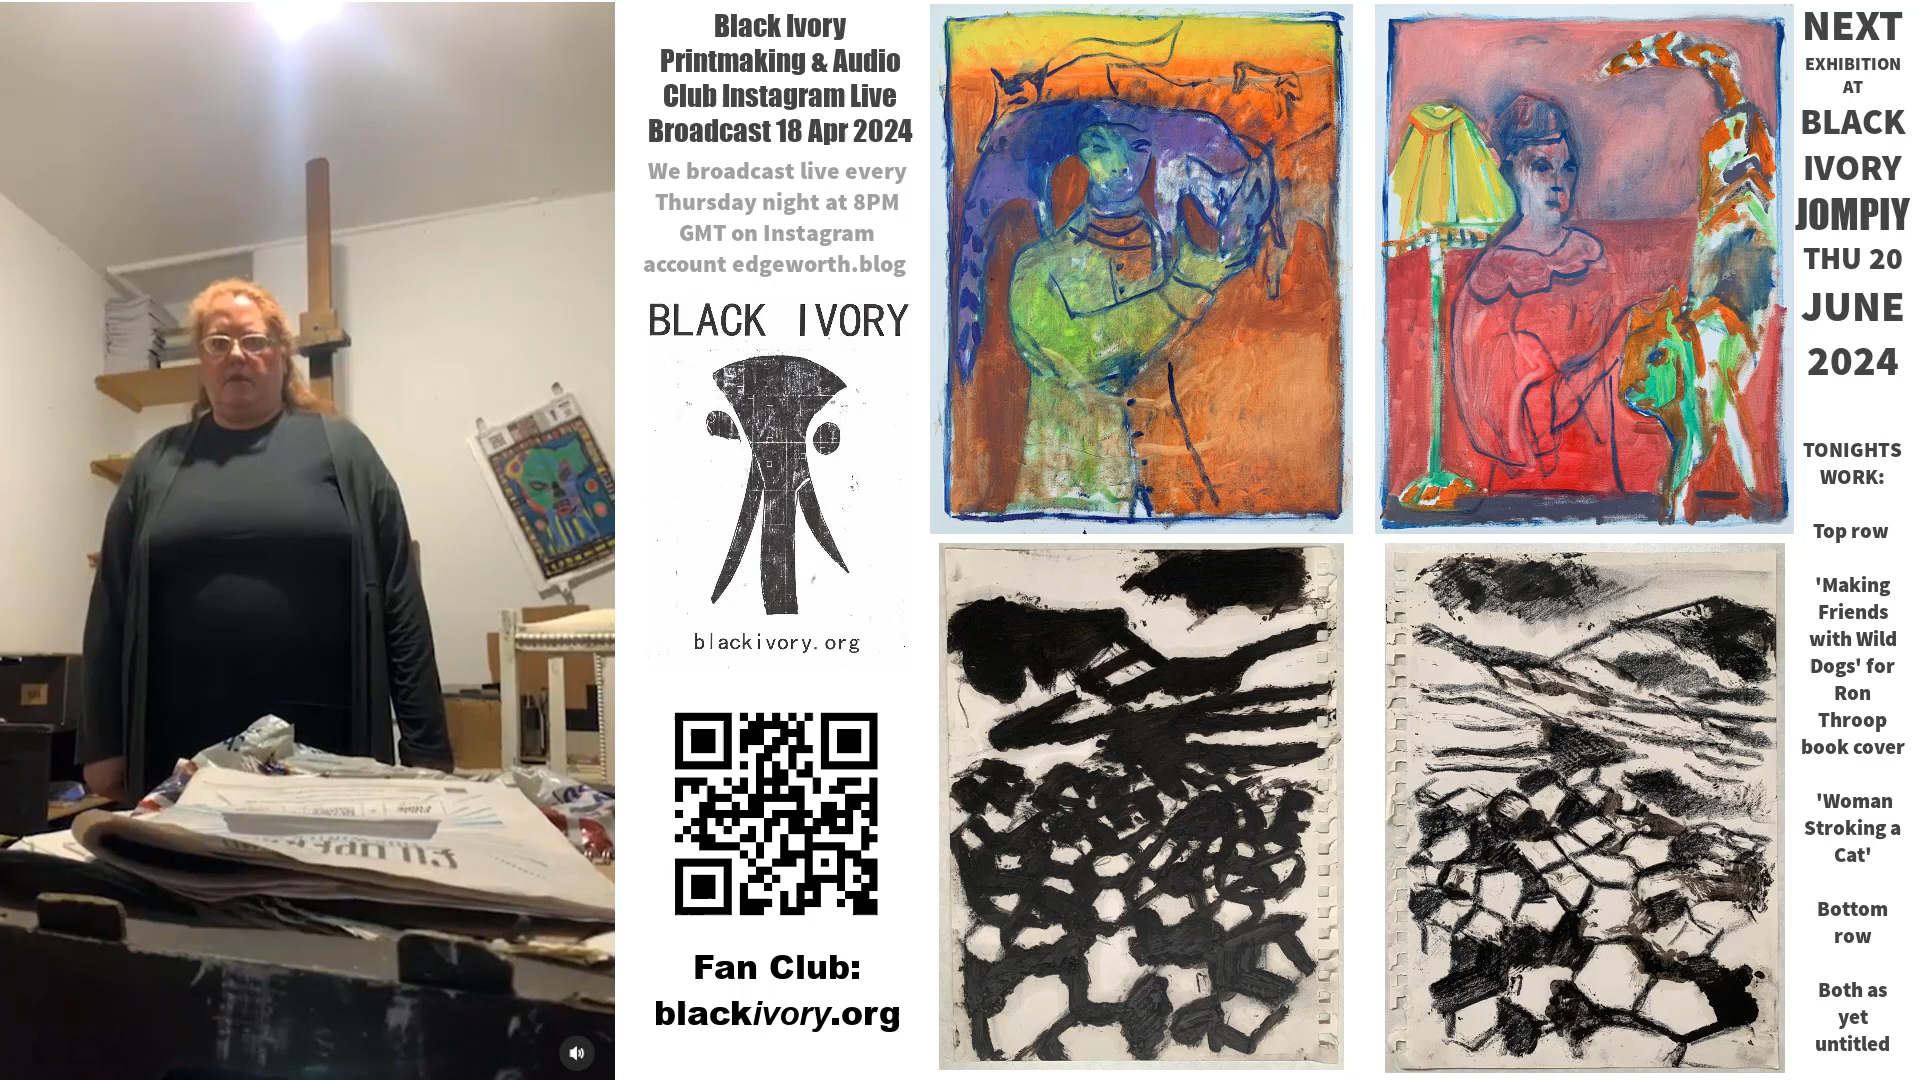 Black Ivory
Printmaking & Audio
Club Instagram Live
Broadcast 18 Apr 2024
We broadcast live every
Thursday night at 8PM
GMT on Instagram
account edgeworth.blog
BLACK IVORY
blackivory.org
Fan Club:
blackivory.org
NEXT
EXHIBITION
AT
BLACK
IVORY
JOMPIY
THU 20
JUNE
2024
TONIGHTS
WORK:
Top row
'Making
Friends
with Wild
Dogs' for
Ron
Throop
book cover
'Woman
Stroking a
Cat'
Bottom
row
Both as
yet
untitled